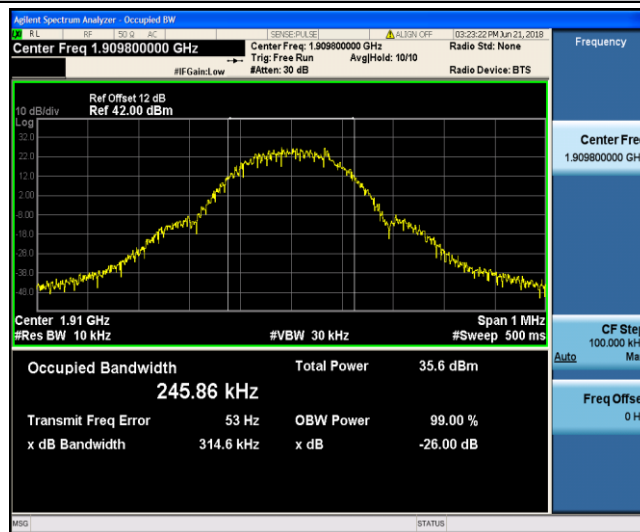 Agilent Spectrum Analyzer - Occupied BW
RL RF 50 Ω AC SENSE:PULSE ALIGN OFF 03:23:22 PM Jun 21, 2018
Center Freq 1.909800000 GHz Center Freq: 1.909800000 GHz Radio Std: None
Trig: Free Run Avg|Hold: 10/10
#IFGain:Low #Atten: 30 dB Radio Device: BTS
Ref Offset 12 dB
10 dB/div Ref 42.00 dBm
Log
32.0
22.0
12.0
2.00
-8.00
-18.0
-28.0
-38.0
-48.0
Center 1.91 GHz Span 1 MHz
#Res BW 10 kHz #VBW 30 kHz #Sweep 500 ms
Occupied Bandwidth Total Power 35.6 dBm
245.86 kHz
Transmit Freq Error 53 Hz OBW Power 99.00 %
x dB Bandwidth 314.6 kHz x dB -26.00 dB
MSG STATUS
Frequency
Center Fre
1.909800000 GH
CF Step
100.000 kH
Auto Ma
Freq Offse
0 H